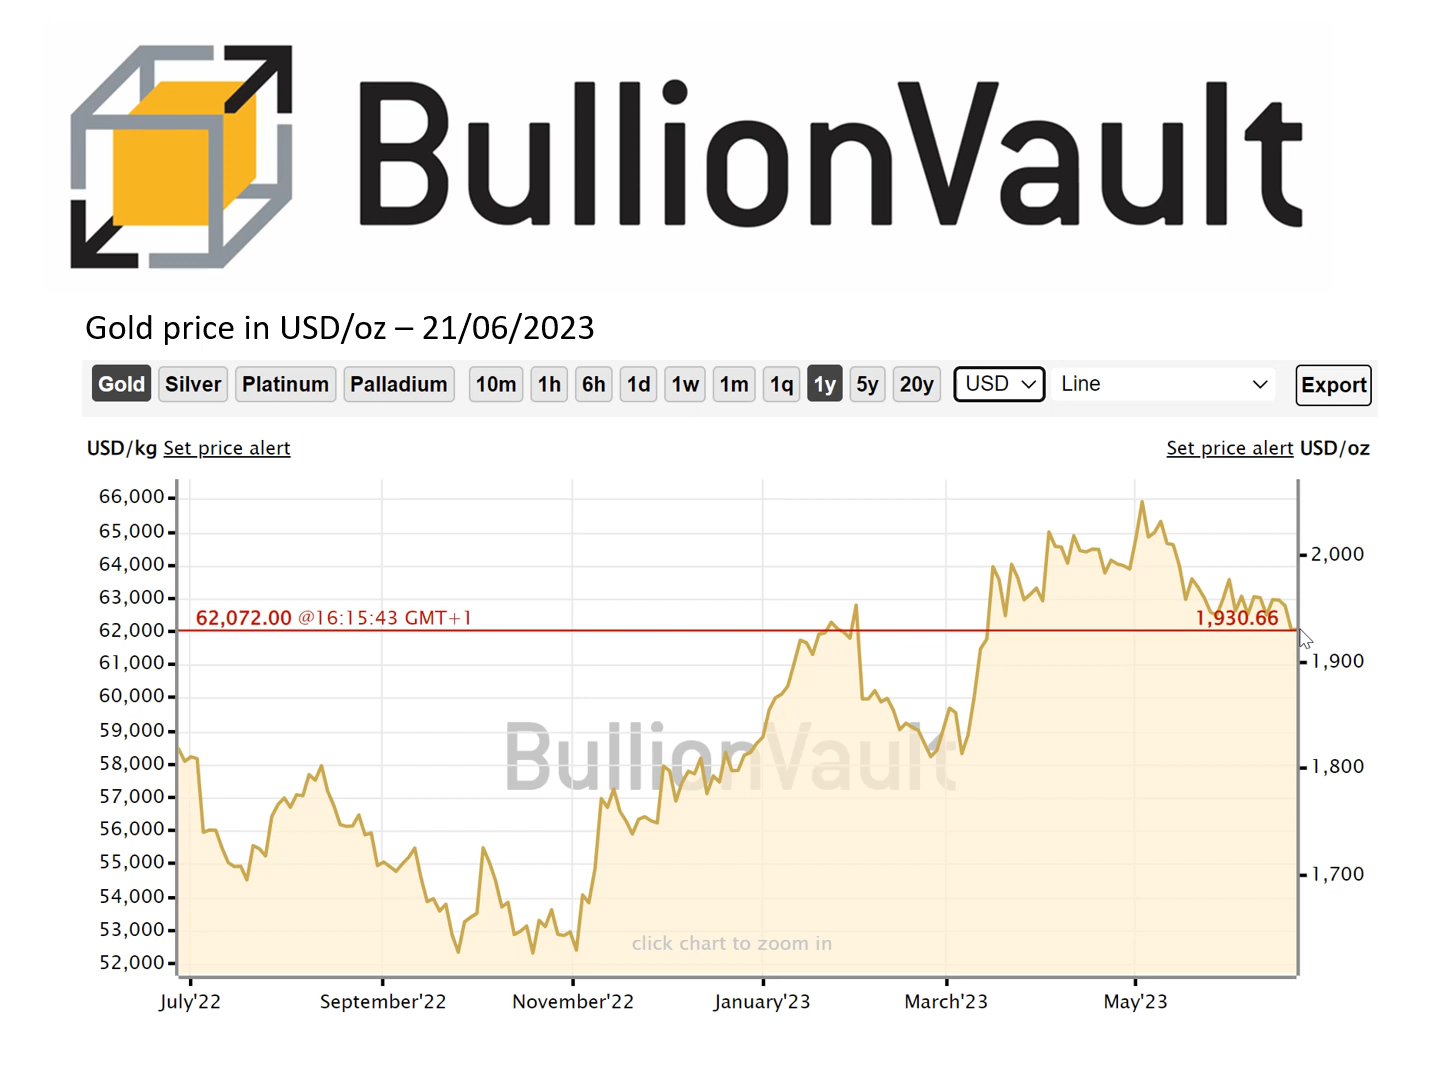 BullionVault
Gold price in USD/oz – 21/06/2023
Gold Silver Platinum Palladium 10m 1h 6h 1d 1w 1m 1q 1y 5y 20y USD Line Export
USD/kg Set price alert Set price alert USD/oz
66,000
65,000
64,000
63,000
62,000
61,000
60,000
59,000
58,000
57,000
56,000
55,000
54,000
53,000
52,000
62,072.00 @16:15:43 GMT+1
1,930.66
2,000
1,900
1,800
1,700
BullionVault
click chart to zoom in
July'22 September'22 November'22 January'23 March'23 May'23